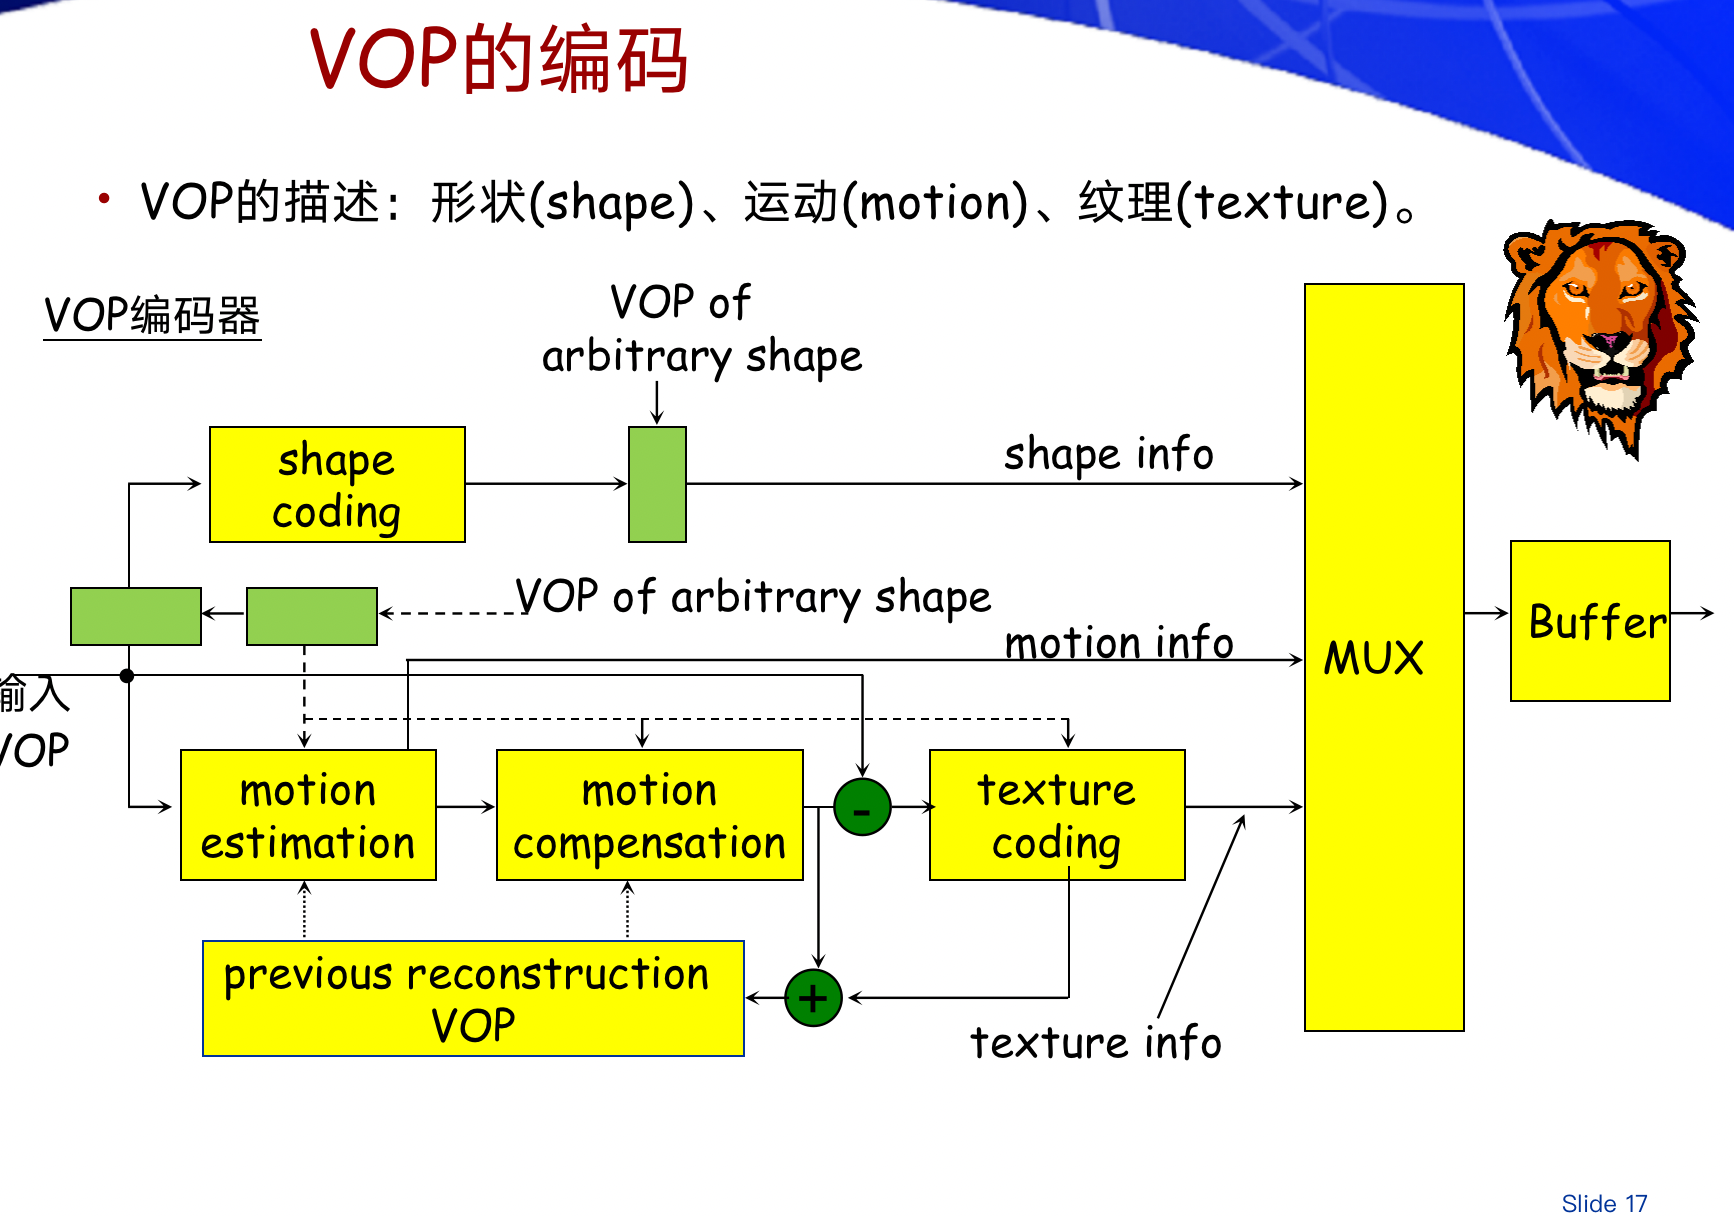 VOP的编码
• VOP的描述：形状(shape)、运动(motion)、纹理(texture)。
VOP编码器
VOP of
arbitrary shape
shape
coding
shape info
VOP of arbitrary shape
motion info
输入
VOP
MUX
Buffer
motion
estimation
motion
compensation
-
texture
coding
previous reconstruction
VOP
+
texture info
Slide 17